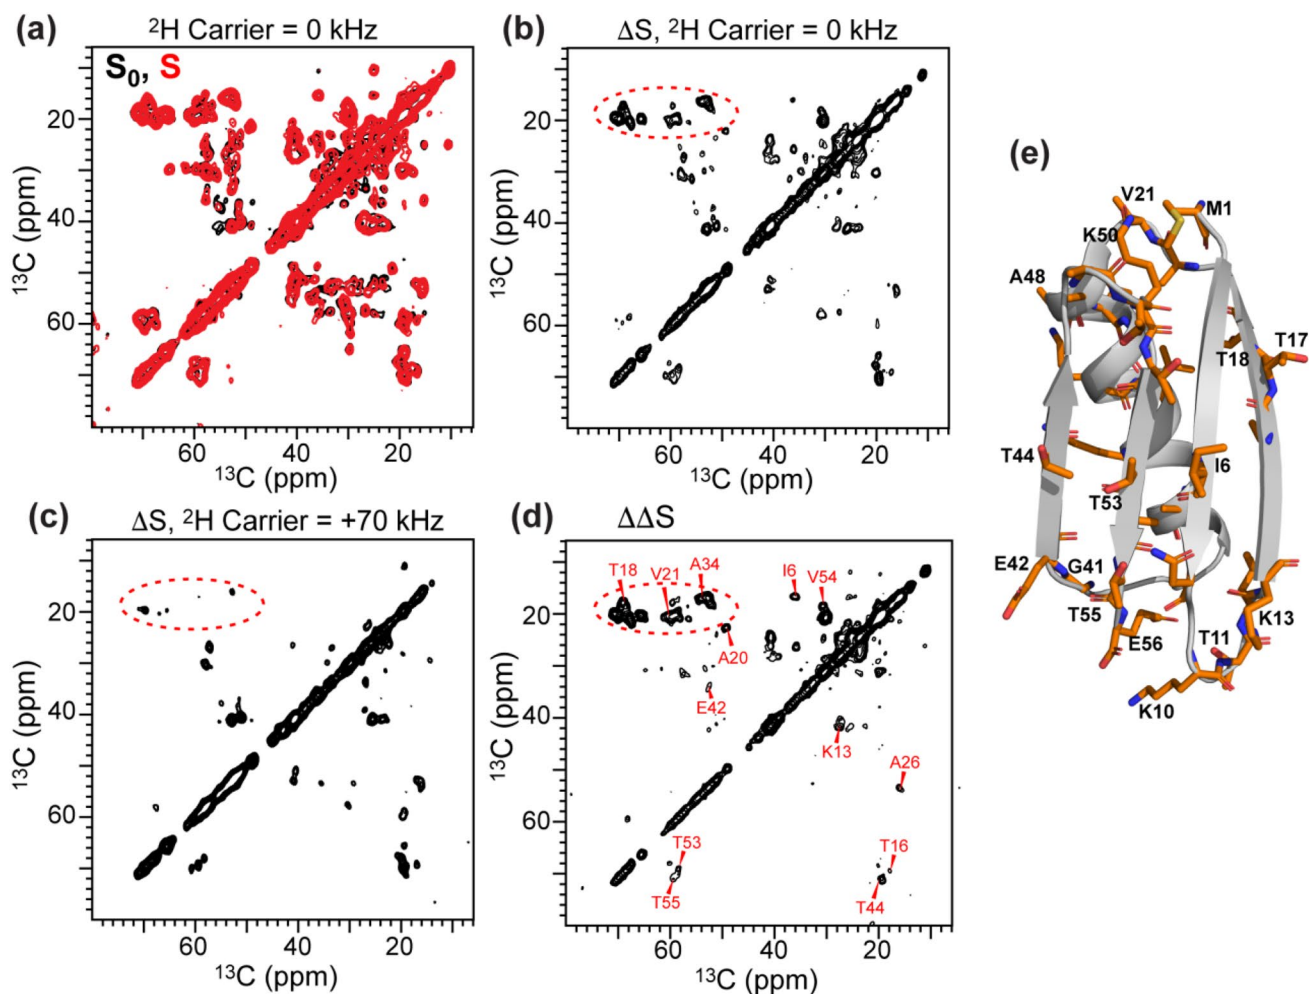 (a)
²H Carrier = 0 kHz
S₀, S
20
40
60
¹³C (ppm)
60
40
20
¹³C (ppm)
(b)
ΔS, ²H Carrier = 0 kHz
20
40
60
¹³C (ppm)
60
40
20
¹³C (ppm)
(c)
ΔS, ²H Carrier = +70 kHz
20
40
60
¹³C (ppm)
60
40
20
¹³C (ppm)
(d)
ΔΔS
T18
V21
A34
I6
V54
A20
E42
K13
A26
T53
T55
T16
T44
20
40
60
¹³C (ppm)
60
40
20
¹³C (ppm)
(e)
V21
M1
K50
A48
T17
T18
T44
I6
T53
E42
G41
T55
K13
E56
T11
K10